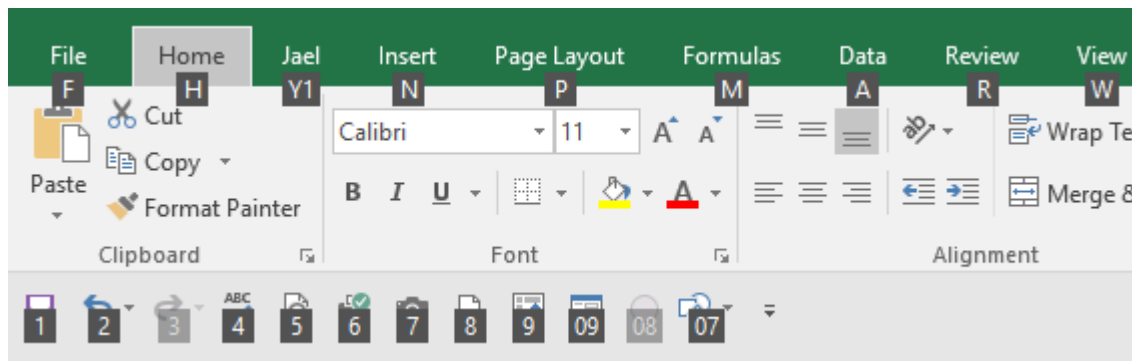 File Home Jael Insert Page Layout Formulas Data Review View
F H Y1 N P M A R W
Cut
Calibri 11 A A ab Wrap Te
Copy
Paste
B I U A Merge &
Format Painter
Clipboard Font Alignment
ABC
1 2 3 4 5 6 7 8 9 09 08 07